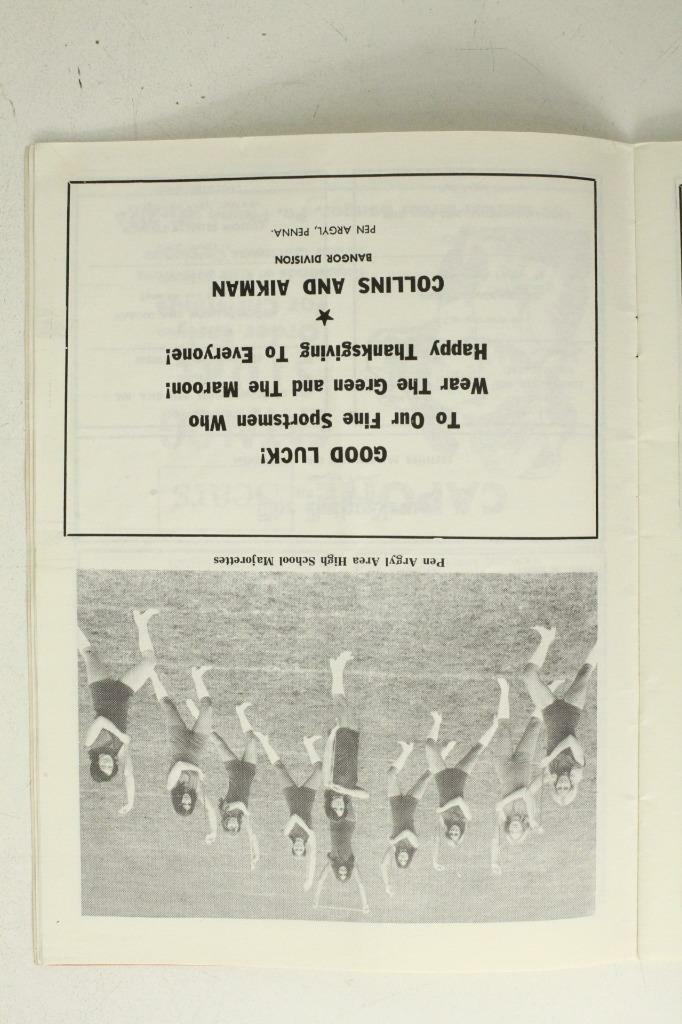 Pen Argyl Area High School Majorettes
GOOD LUCK!
To Our Fine Sportsmen Who
Wear The Green and The Maroon!
Happy Thanksgiving To Everyone!
★
COLLINS AND AIKMAN
BANGOR DIVISION
PEN ARGYL, PENNA.